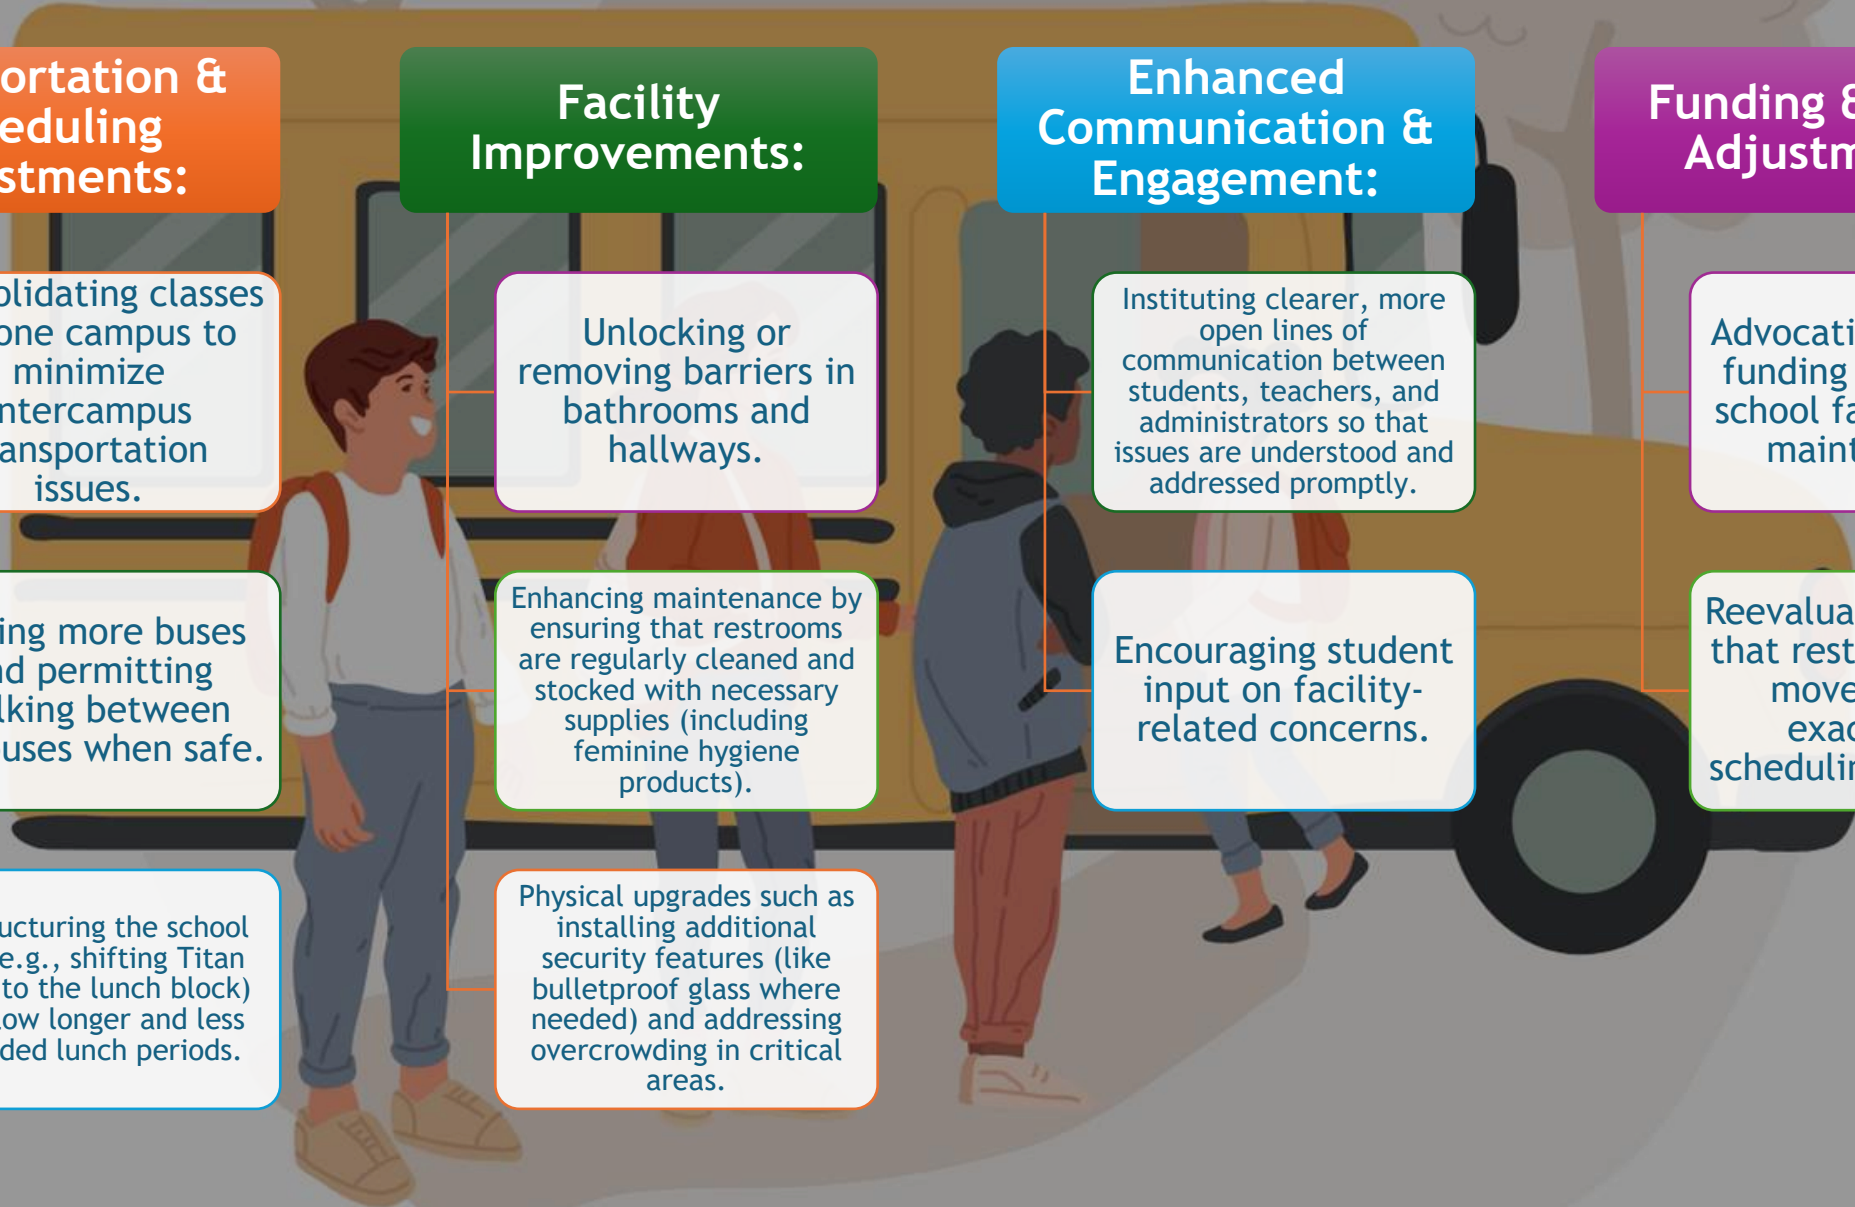 ortation &
eduling
stments:
olidating classes
one campus to
minimize
ntercampus
ansportation
issues.
ing more buses
d permitting
lking between
uses when safe.
ucturing the school
e.g., shifting Titan
to the lunch block)
ow longer and less
ded lunch periods.
Facility
Improvements:
Unlocking or
removing barriers in
bathrooms and
hallways.
Enhancing maintenance by
ensuring that restrooms
are regularly cleaned and
stocked with necessary
supplies (including
feminine hygiene
products).
Physical upgrades such as
installing additional
security features (like
bulletproof glass where
needed) and addressing
overcrowding in critical
areas.
Enhanced
Communication &
Engagement:
Instituting clearer, more
open lines of
communication between
students, teachers, and
administrators so that
issues are understood and
addressed promptly.
Encouraging student
input on facility-
related concerns.
Funding &
Adjustm
Advocati
funding
school fa
maint
Reevalua
that rest
move
exac
schedulin